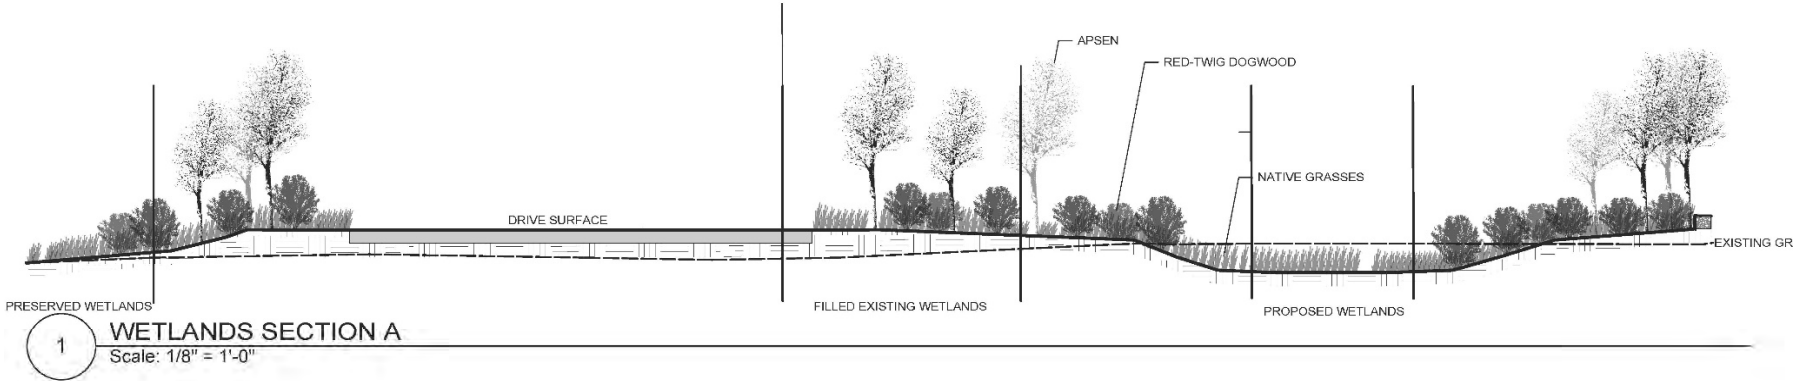 APSEN
RED-TWIG DOGWOOD
NATIVE GRASSES
DRIVE SURFACE
EXISTING GR
PRESERVED WETLANDS
FILLED EXISTING WETLANDS
PROPOSED WETLANDS
1
WETLANDS SECTION A
Scale: 1/8" = 1'-0"